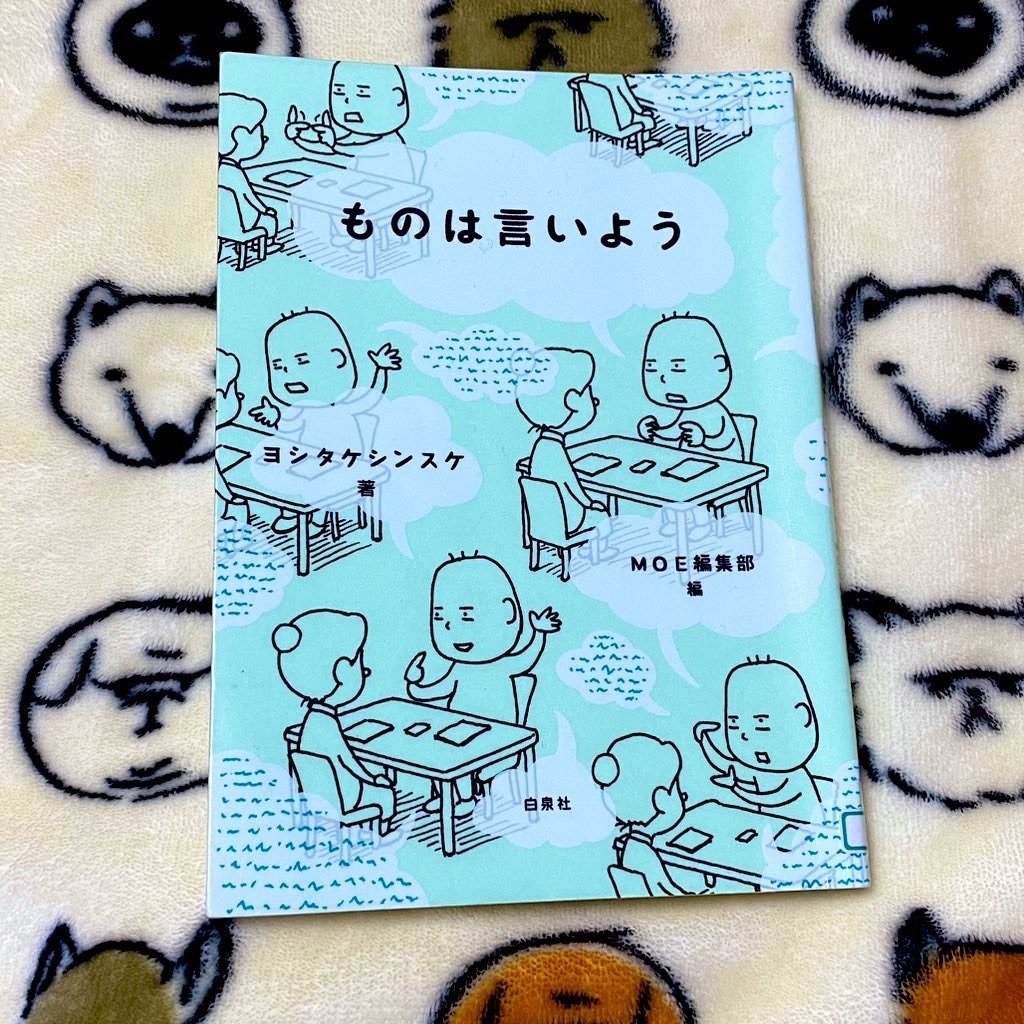 ものは言いよう
ヨシタケシンスケ
著
MOE編集部
編
白泉社